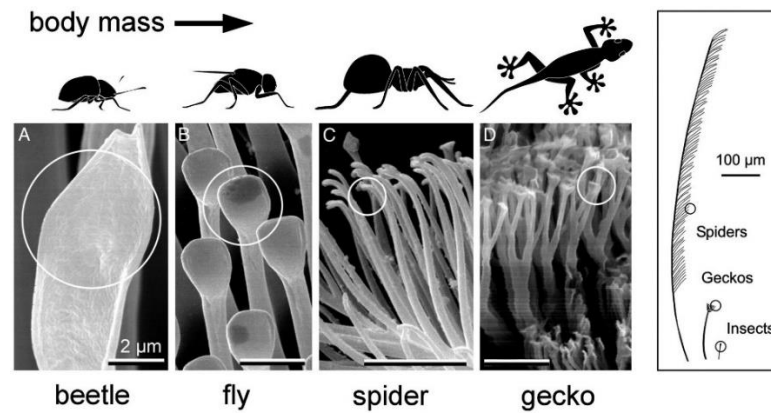 body mass
A
B
C
D
2 µm
beetle
fly
spider
gecko
100 µm
Spiders
Geckos
Insects